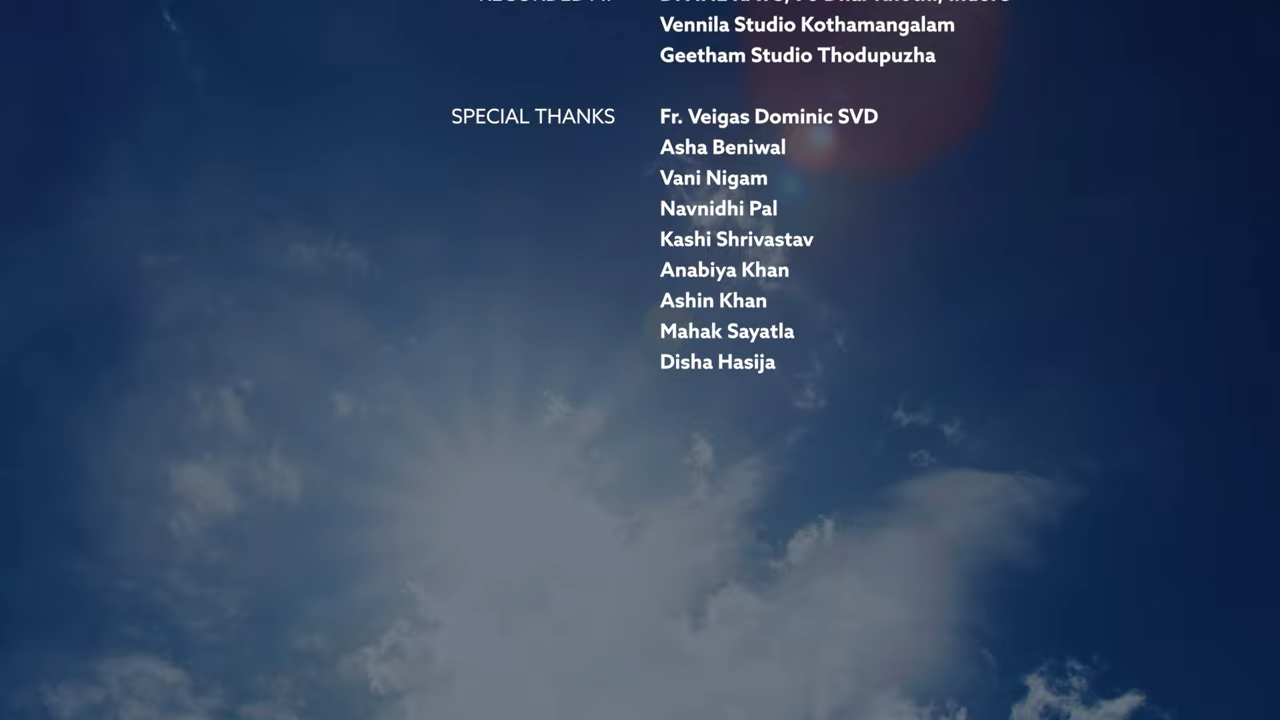 Vennila Studio Kothamangalam
Geetham Studio Thodupuzha
SPECIAL THANKS Fr. Veigas Dominic SVD
Asha Beniwal
Vani Nigam
Navnidhi Pal
Kashi Shrivastav
Anabiya Khan
Ashin Khan
Mahak Sayatla
Disha Hasija